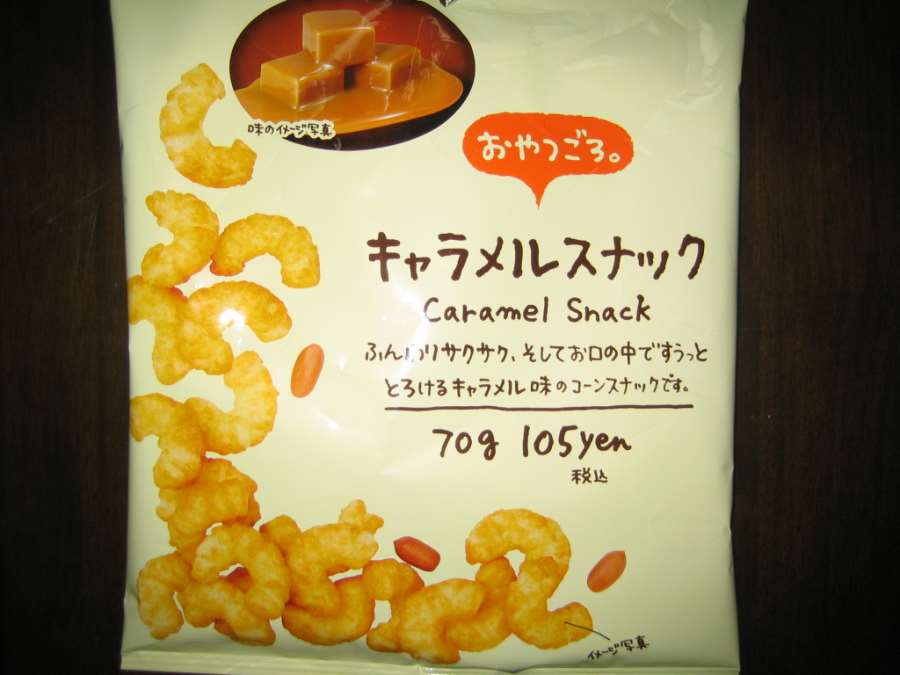 味のイメージ写真
おやつごろ。
キャラメルスナック
Caramel Snack
ふんわりサクサク、そしてお口の中ですうっと
とろけるキャラメル味のコーンスナックです。
70g 105yen
税込
イメージ写真